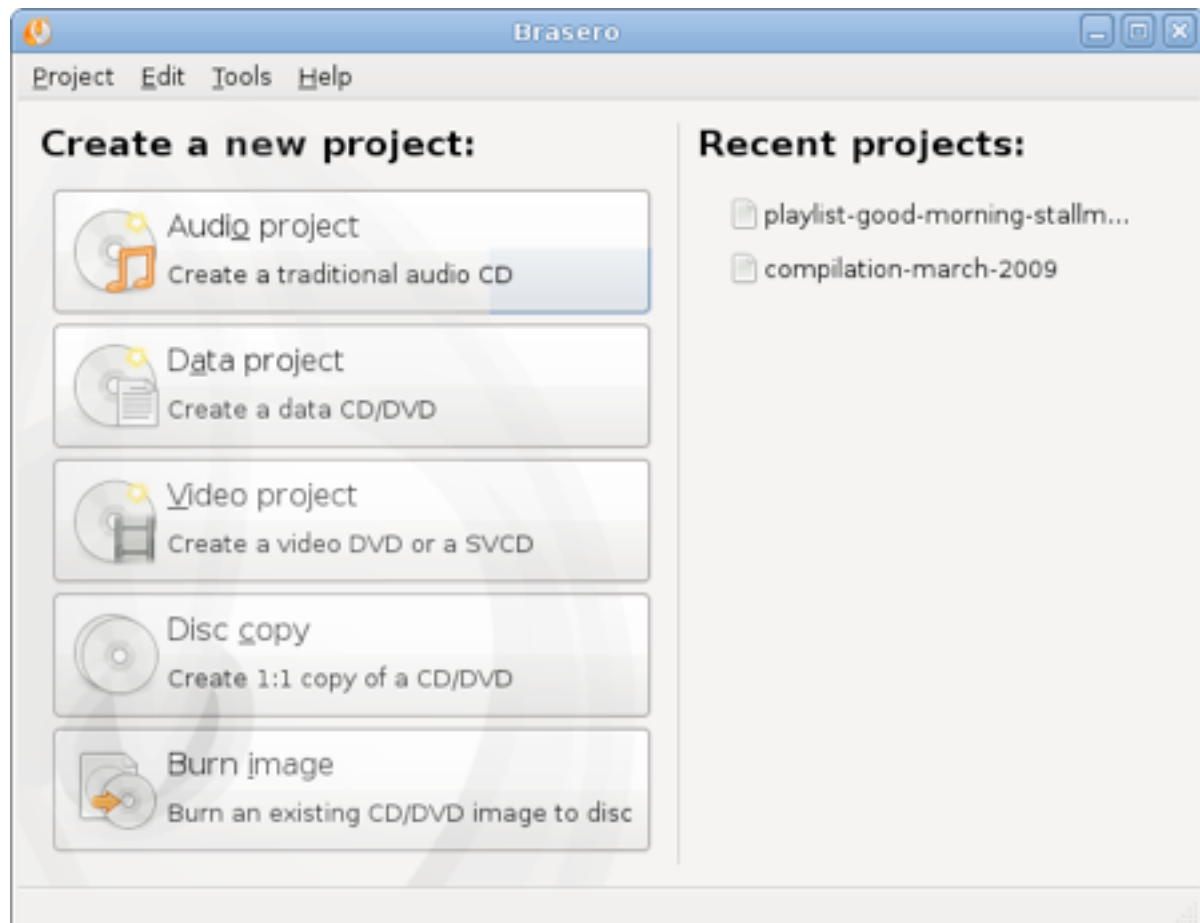 Brasero
Project Edit Tools Help
Create a new project:
Audio project
Create a traditional audio CD
Data project
Create a data CD/DVD
Video project
Create a video DVD or a SVCD
Disc copy
Create 1:1 copy of a CD/DVD
Burn image
Burn an existing CD/DVD image to disc
Recent projects:
playlist-good-morning-stallm...
compilation-march-2009